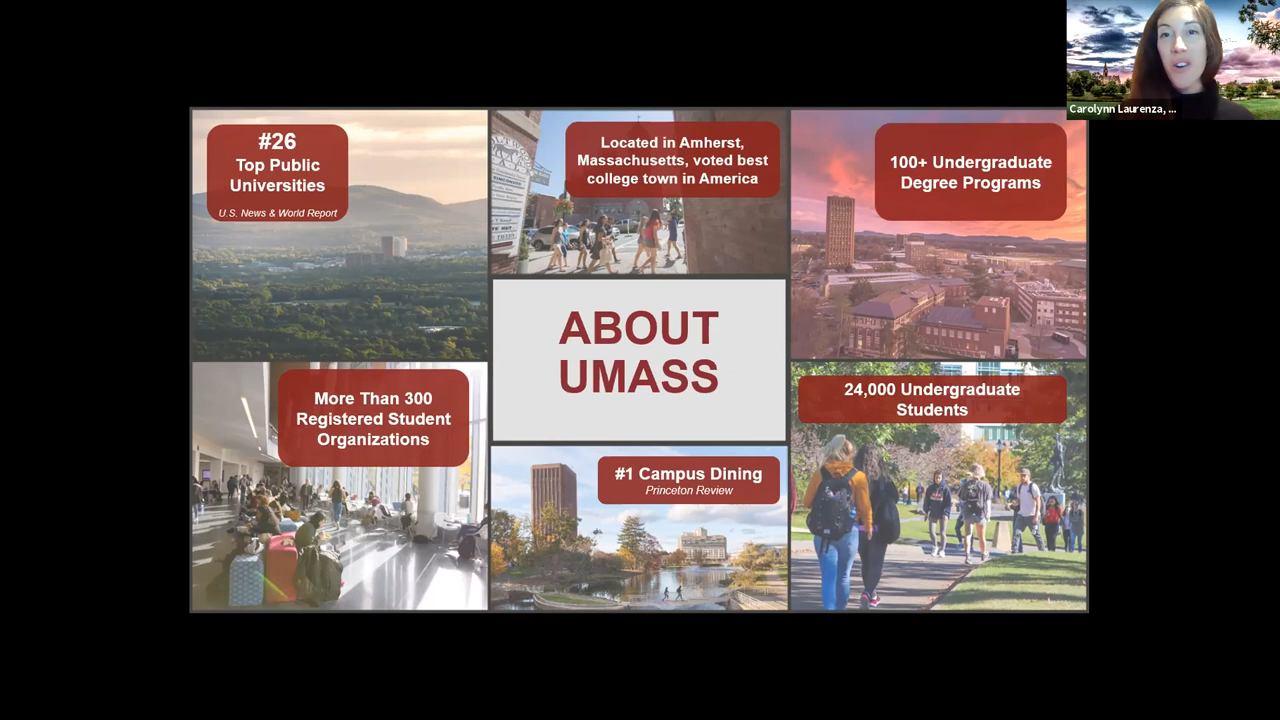 Carolynn Laurenza, ...
#26
Top Public
Universities
U.S. News & World Report
Located in Amherst,
Massachusetts, voted best
college town in America
100+ Undergraduate
Degree Programs
ABOUT
UMASS
More Than 300
Registered Student
Organizations
24,000 Undergraduate
Students
#1 Campus Dining
Princeton Review